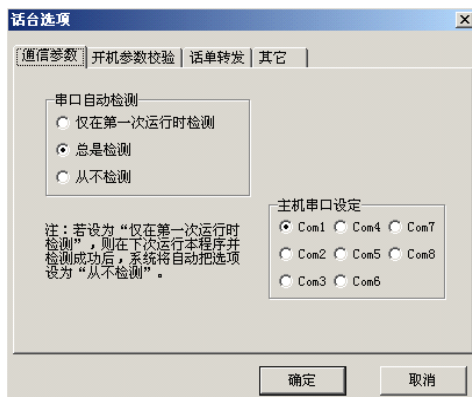 话台选项
通信参数 开机参数校验 话单转发 其它
串口自动检测
仅在第一次运行时检测
总是检测
从不检测
注：若设为“仅在第一次运行时
检测”，则在下次运行本程序并
检测成功后，系统将自动把选项
设为“从不检测”。
主机串口设定
Com1 Com4 Com7
Com2 Com5 Com8
Com3 Com6
确定 取消